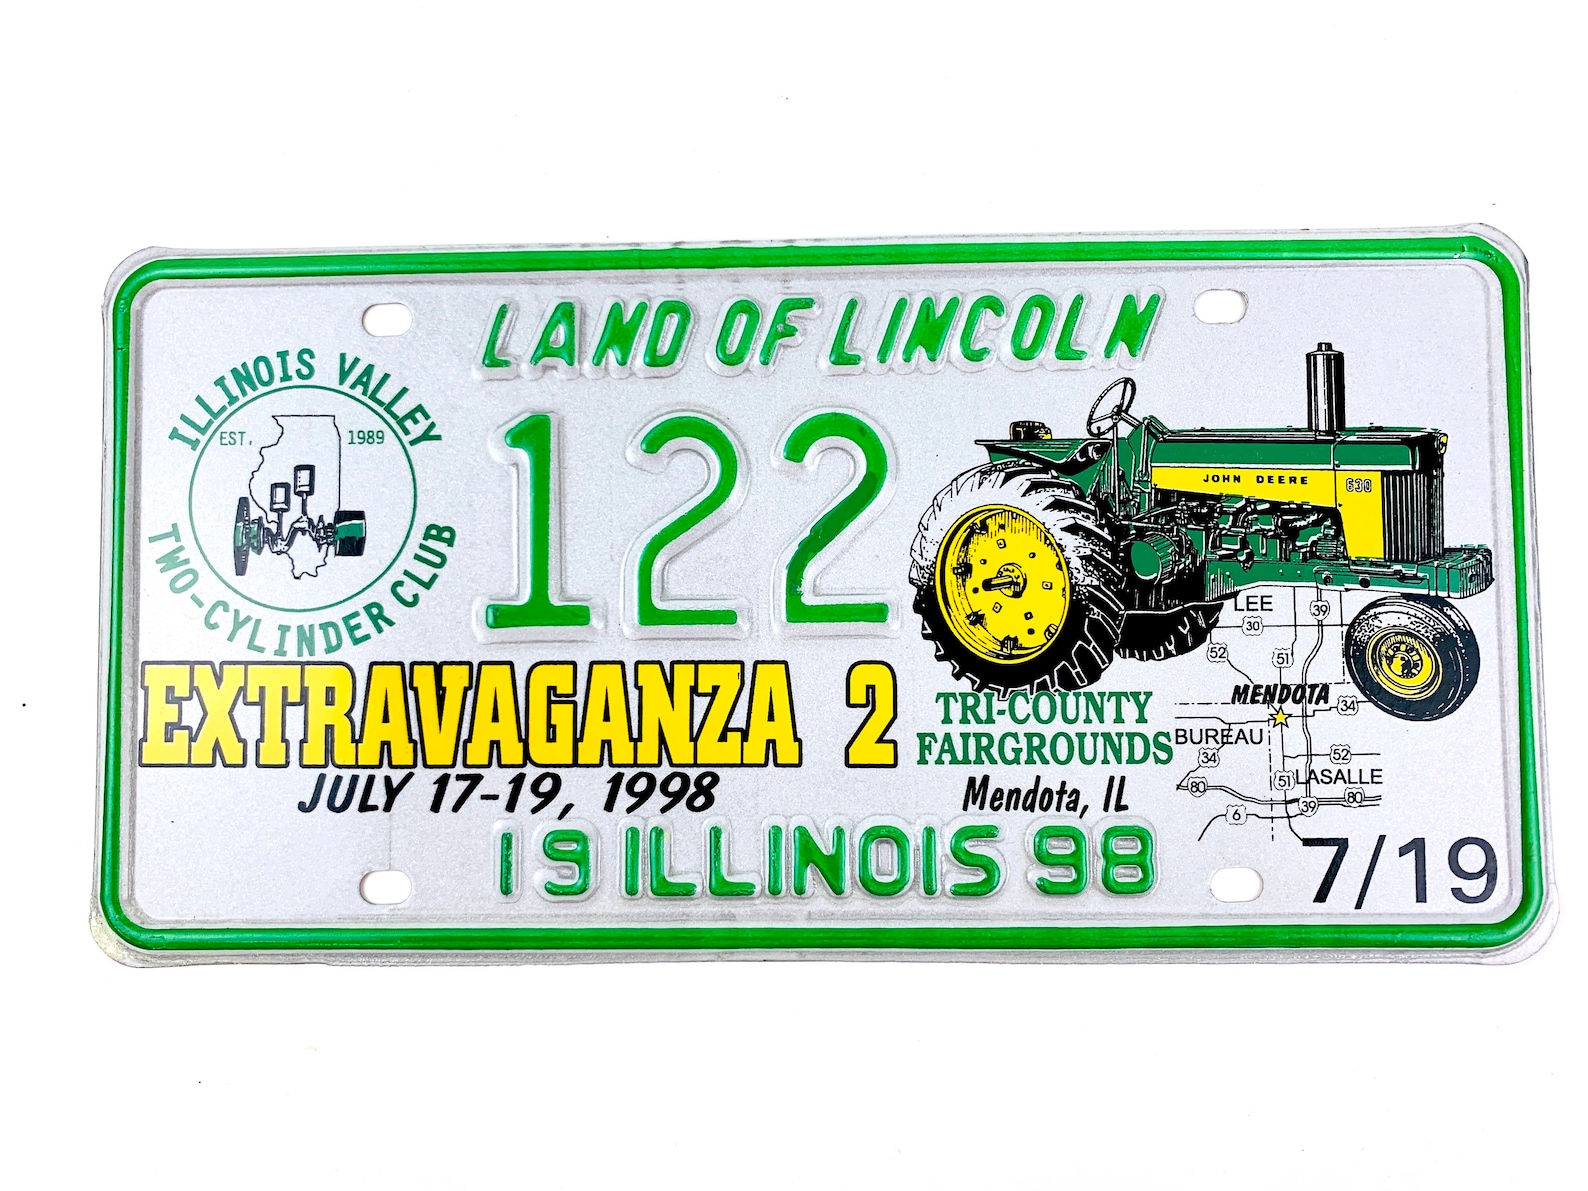 LAND OF LINCOLN
ILLINOIS VALLEY
EST. 1989
TWO-CYLINDER CLUB
122
JOHN DEERE 630
EXTRAVAGANZA 2
JULY 17-19, 1998
TRI-COUNTY
FAIRGROUNDS
Mendota, IL
LEE
39
30
52
51
MENDOTA
34
BUREAU
34
52
51
LASALLE
80
39
80
6
19 ILLINOIS 98
7/19